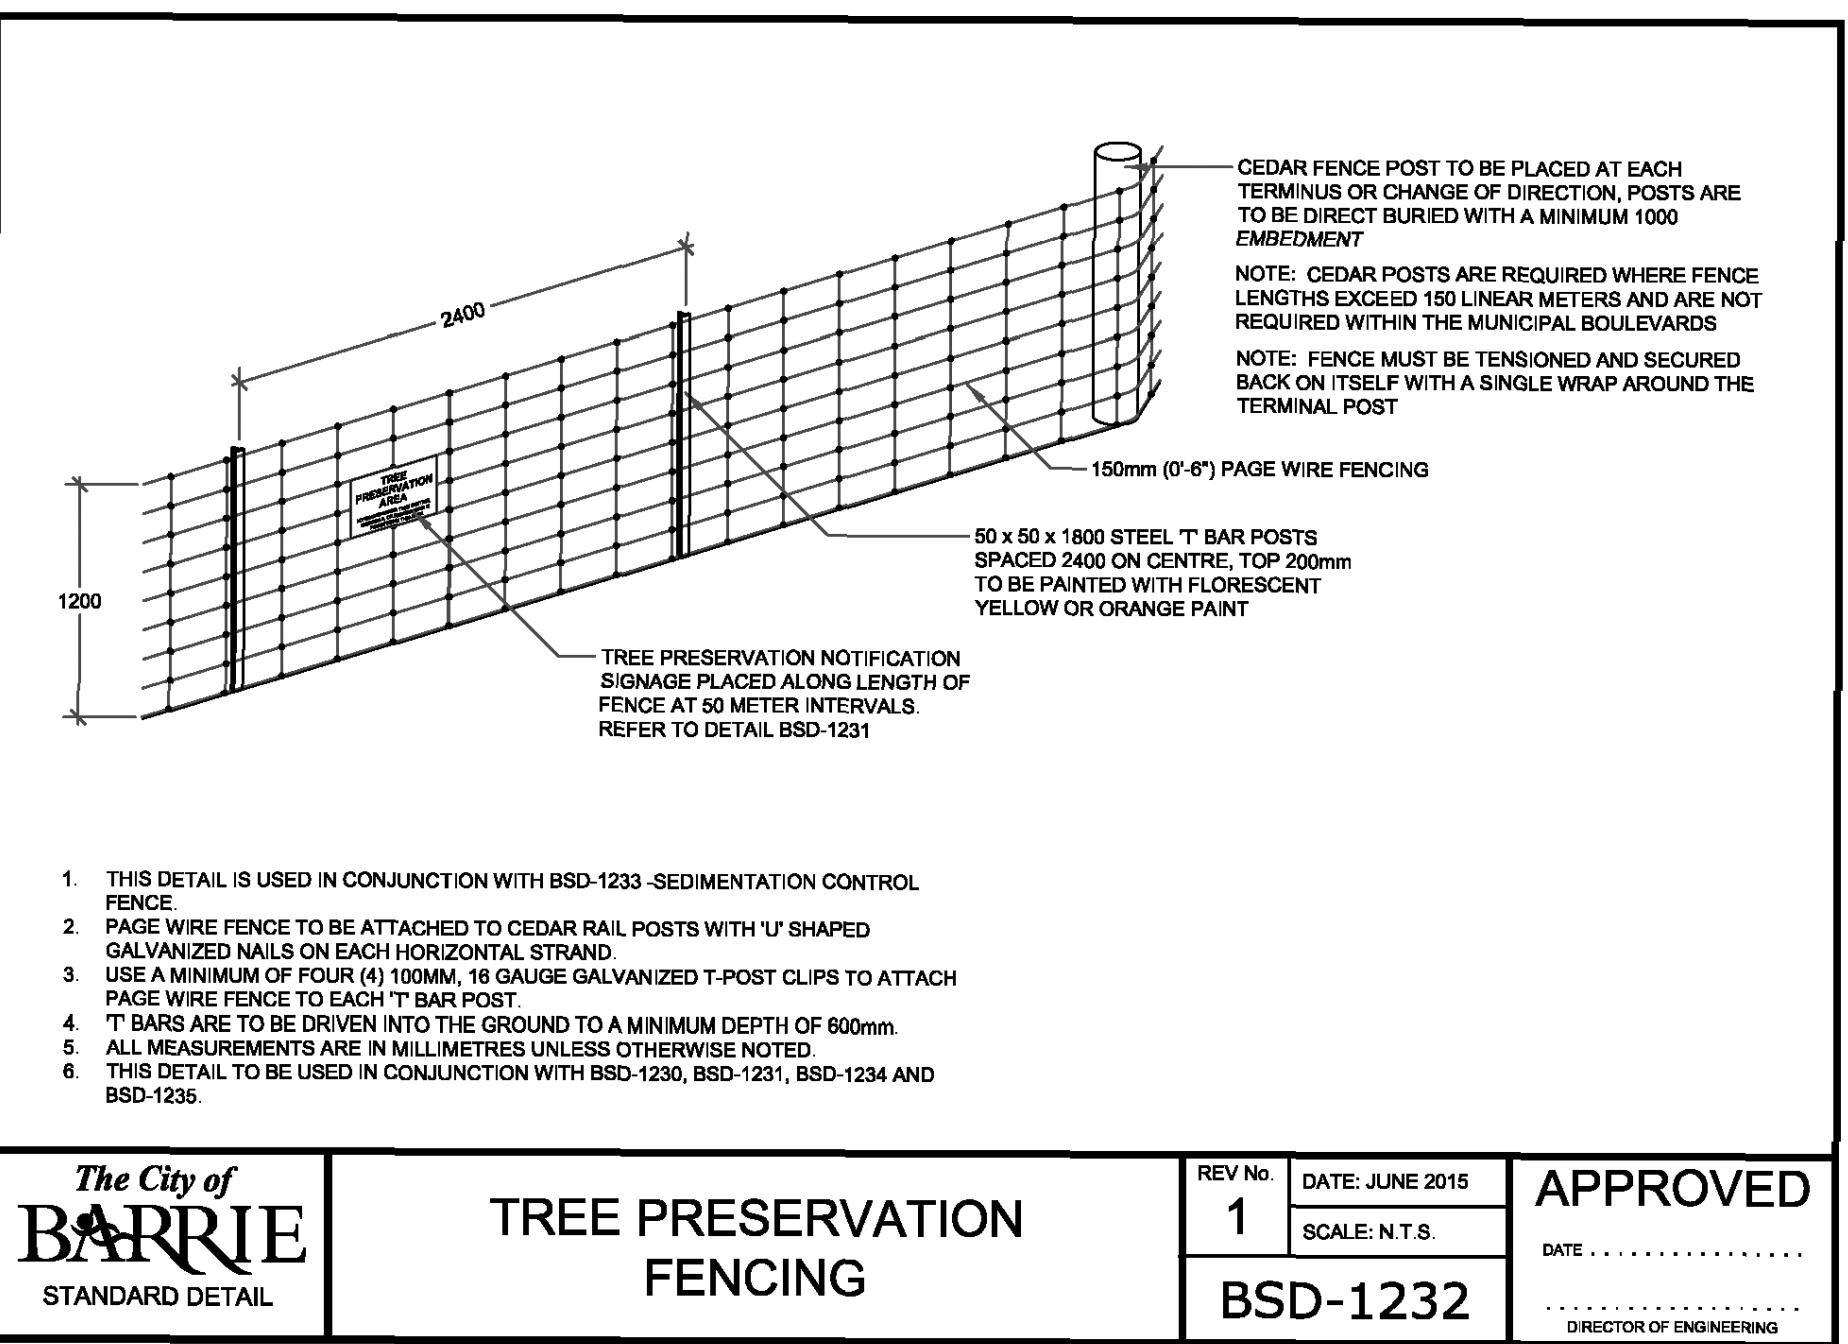 CEDAR FENCE POST TO BE PLACED AT EACH
TERMINUS OR CHANGE OF DIRECTION, POSTS ARE
TO BE DIRECT BURIED WITH A MINIMUM 1000
EMBEDMENT
NOTE: CEDAR POSTS ARE REQUIRED WHERE FENCE
LENGTHS EXCEED 150 LINEAR METERS AND ARE NOT
REQUIRED WITHIN THE MUNICIPAL BOULEVARDS
NOTE: FENCE MUST BE TENSIONED AND SECURED
BACK ON ITSELF WITH A SINGLE WRAP AROUND THE
TERMINAL POST
2400
150mm (0'-6") PAGE WIRE FENCING
TREE
PRESERVATION
AREA
50 x 50 x 1800 STEEL 'T' BAR POSTS
SPACED 2400 ON CENTRE, TOP 200mm
TO BE PAINTED WITH FLORESCENT
YELLOW OR ORANGE PAINT
1200
TREE PRESERVATION NOTIFICATION
SIGNAGE PLACED ALONG LENGTH OF
FENCE AT 50 METER INTERVALS.
REFER TO DETAIL BSD-1231
1. THIS DETAIL IS USED IN CONJUNCTION WITH BSD-1233 -SEDIMENTATION CONTROL
FENCE.
2. PAGE WIRE FENCE TO BE ATTACHED TO CEDAR RAIL POSTS WITH 'U' SHAPED
GALVANIZED NAILS ON EACH HORIZONTAL STRAND.
3. USE A MINIMUM OF FOUR (4) 100MM, 16 GAUGE GALVANIZED T-POST CLIPS TO ATTACH
PAGE WIRE FENCE TO EACH 'T' BAR POST.
4. 'T' BARS ARE TO BE DRIVEN INTO THE GROUND TO A MINIMUM DEPTH OF 600mm.
5. ALL MEASUREMENTS ARE IN MILLIMETRES UNLESS OTHERWISE NOTED.
6. THIS DETAIL TO BE USED IN CONJUNCTION WITH BSD-1230, BSD-1231, BSD-1234 AND
BSD-1235.
The City of
BARRIE
STANDARD DETAIL
TREE PRESERVATION
FENCING
REV No.
1
DATE: JUNE 2015
SCALE: N.T.S.
BSD-1232
APPROVED
DATE . . . . . . . . . . . . . . . .
. . . . . . . . . . . . . . . . . . .
DIRECTOR OF ENGINEERING